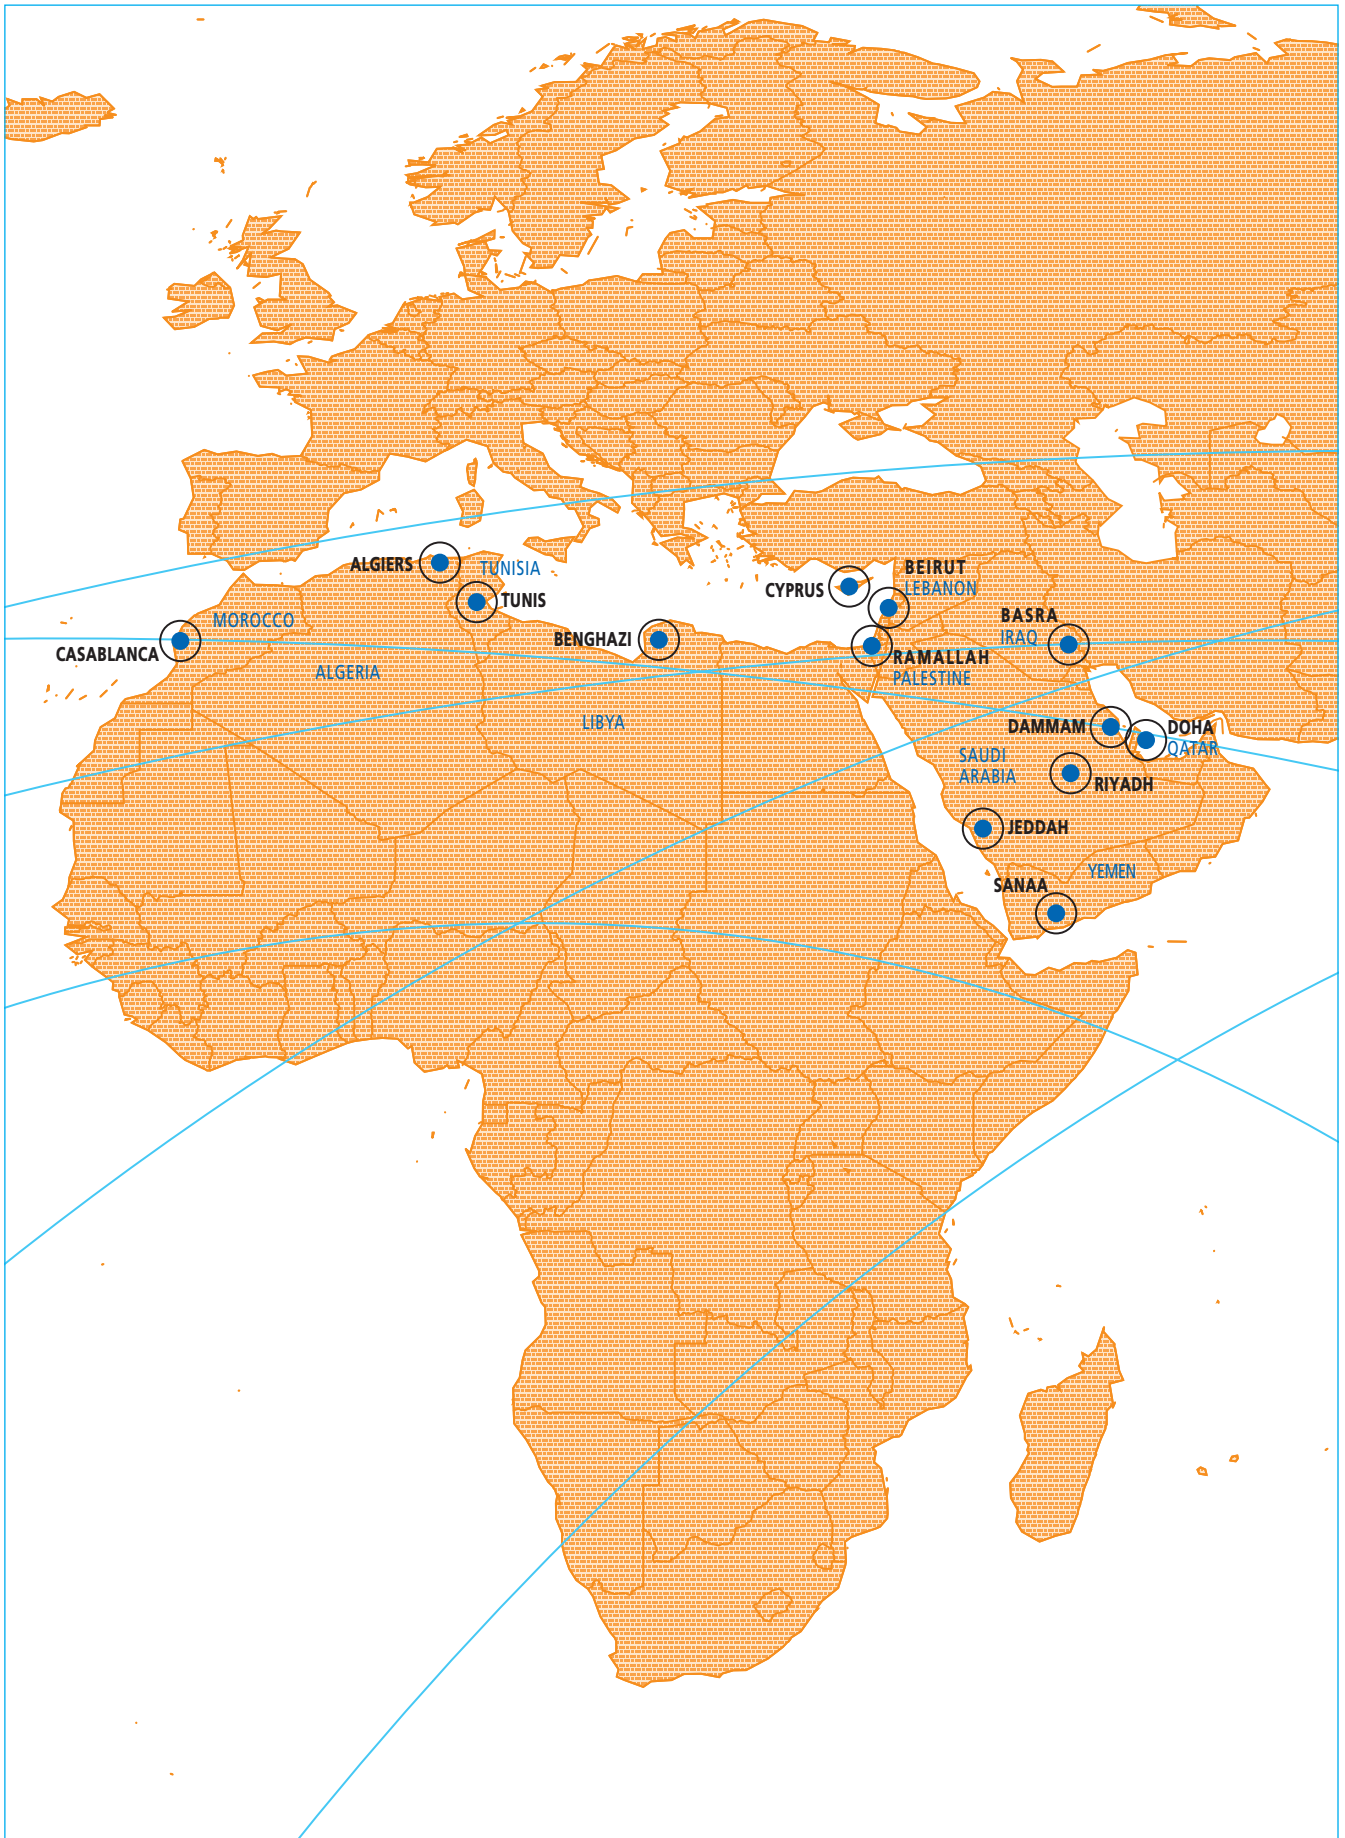 ALGIERS
TUNISIA
BEIRUT
LEBANON
CYPRUS
TUNIS
MOROCCO
BASRA
IRAQ
BENGHAZI
CASABLANCA
RAMALLAH
PALESTINE
ALGERIA
LIBYA
DAMMAM
DOHA
QATAR
SAUDI
ARABIA
RIYADH
JEDDAH
YEMEN
SANAA